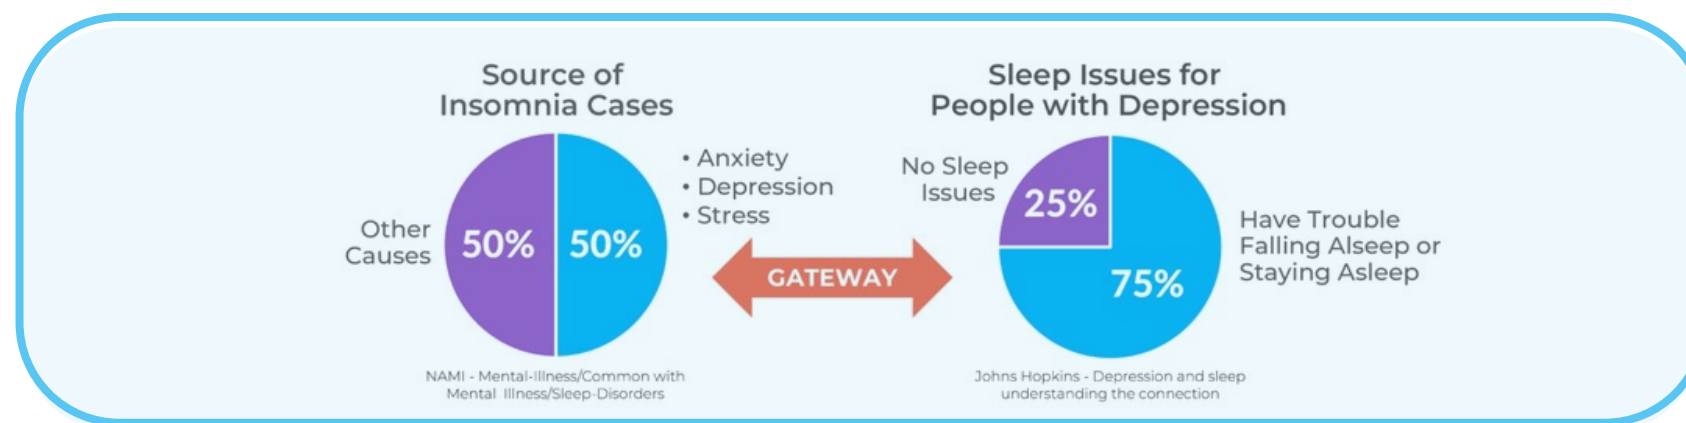 Source of
Insomnia Cases
Other
Causes
50%
50%
• Anxiety
• Depression
• Stress
NAMI - Mental-Illness/Common with
Mental Illness/Sleep-Disorders
GATEWAY
Sleep Issues for
People with Depression
No Sleep
Issues
25%
75%
Have Trouble
Falling Alseep or
Staying Asleep
Johns Hopkins - Depression and sleep
understanding the connection